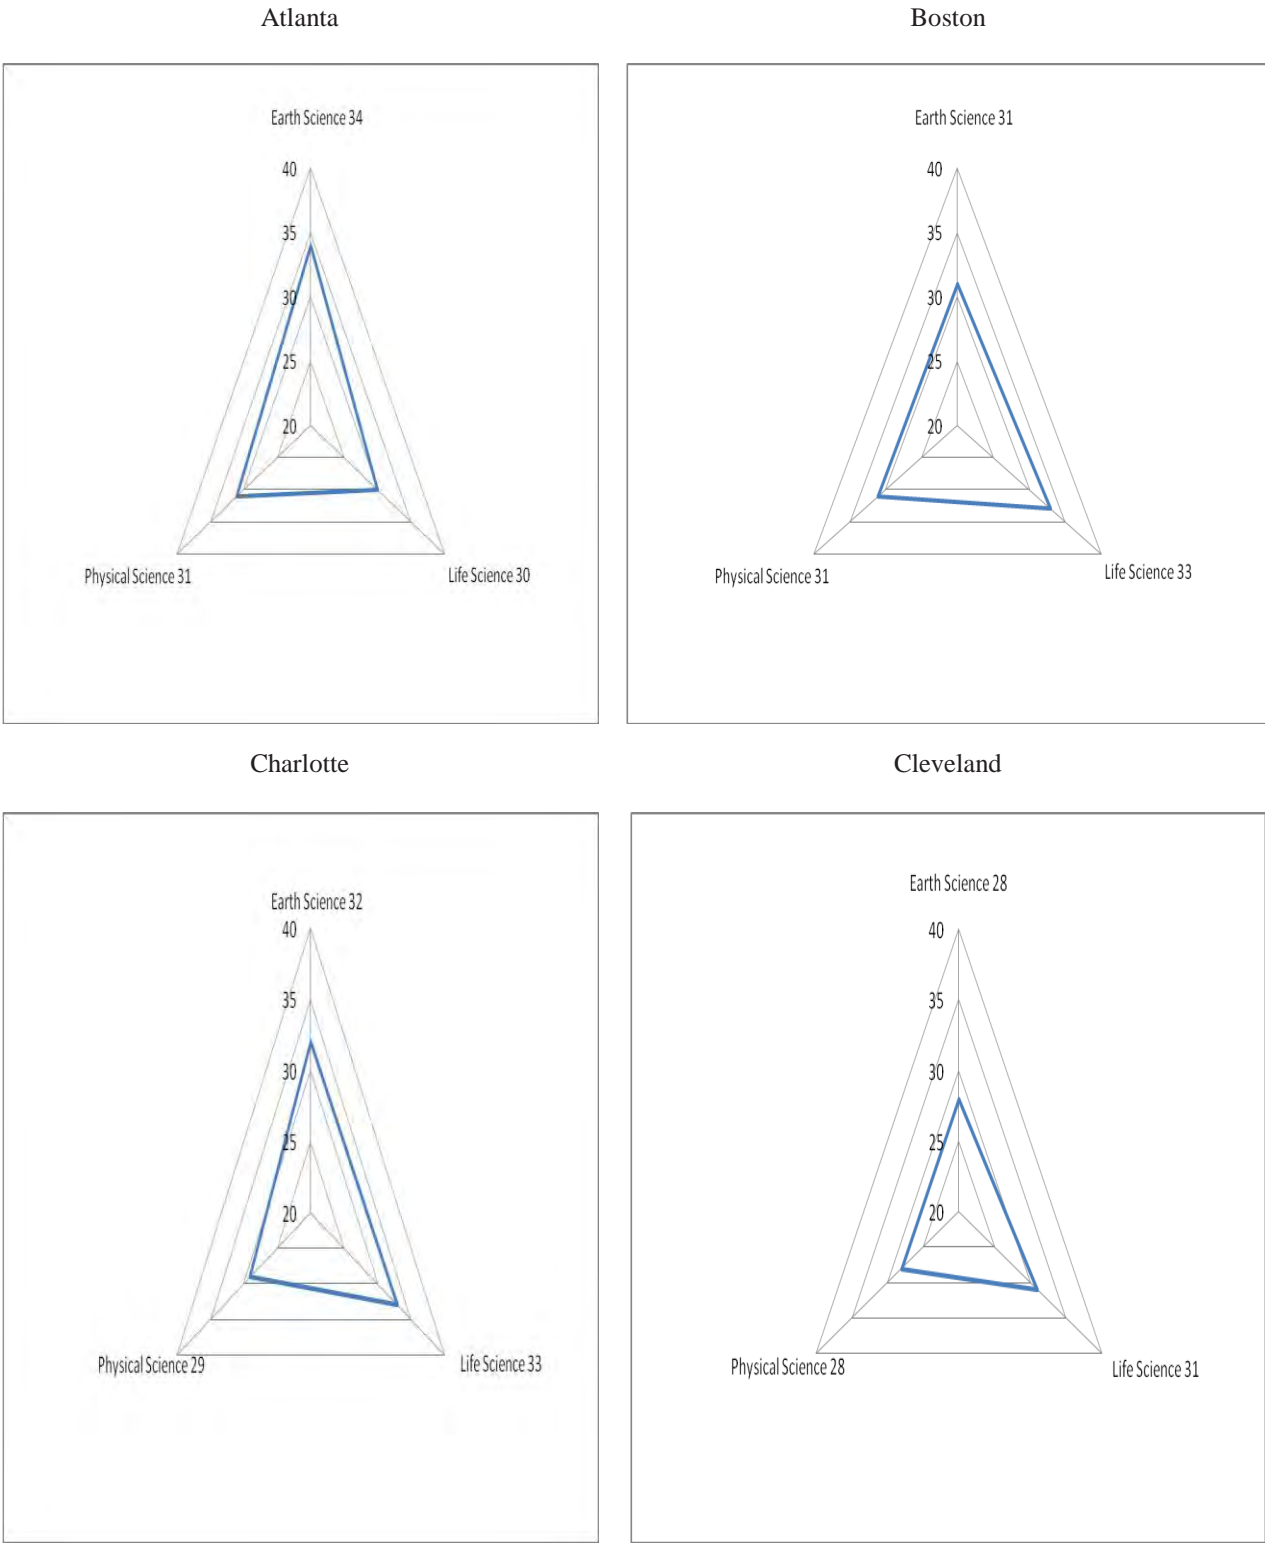 Atlanta
Boston
Earth Science 34
40
35
30
25
20
Physical Science 31
Life Science 30
Earth Science 31
40
35
30
25
20
Physical Science 31
Life Science 33
Charlotte
Cleveland
Earth Science 32
40
35
30
25
20
Physical Science 29
Life Science 33
Earth Science 28
40
35
30
25
20
Physical Science 28
Life Science 31